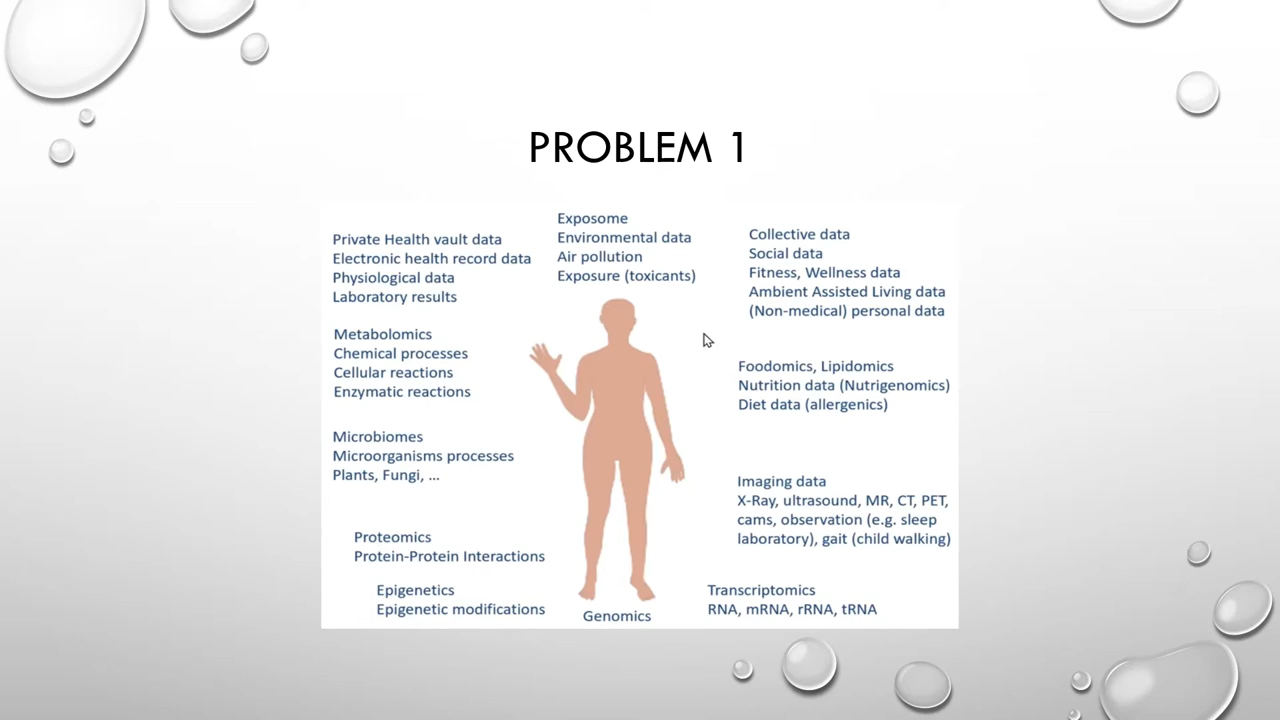 PROBLEM 1
Exposome
Environmental data
Air pollution
Exposure (toxicants)
Private Health vault data
Electronic health record data
Physiological data
Laboratory results
Collective data
Social data
Fitness, Wellness data
Ambient Assisted Living data
(Non-medical) personal data
Metabolomics
Chemical processes
Cellular reactions
Enzymatic reactions
Foodomics, Lipidomics
Nutrition data (Nutrigenomics)
Diet data (allergenics)
Microbiomes
Microorganisms processes
Plants, Fungi, ...
Imaging data
X-Ray, ultrasound, MR, CT, PET,
cams, observation (e.g. sleep
laboratory), gait (child walking)
Proteomics
Protein-Protein Interactions
Epigenetics
Epigenetic modifications
Genomics
Transcriptomics
RNA, mRNA, rRNA, tRNA